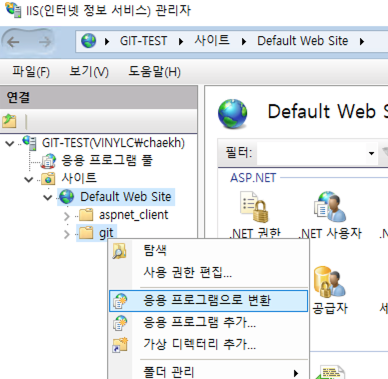 IIS(인터넷 정보 서비스) 관리자
GIT-TEST 사이트 Default Web Site
파일(F) 보기(V) 도움말(H)
연결
GIT-TEST(VINYLC\chaekh)
응용 프로그램 풀
사이트
Default Web Site
aspnet_client
git
Default Web S
필터:
ASP.NET
.NET 권한 .NET 사용자
공급자
탐색
사용 권한 편집...
응용 프로그램으로 변환
응용 프로그램 추가...
가상 디렉터리 추가...
폴더 관리